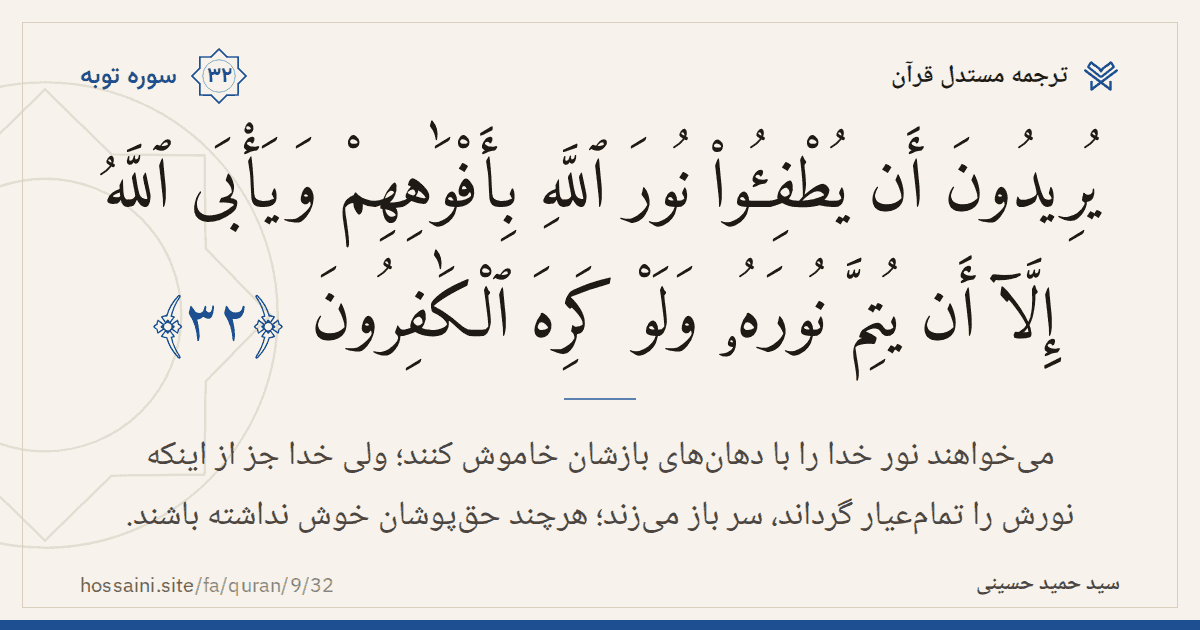 ترجمه مستدل قرآن
۳۲ سوره توبه
يُرِيدُونَ أَن يُطْفِـُٔوا۟ نُورَ ٱللَّهِ بِأَفْوَٰهِهِمْ وَ يَأْبَى ٱللَّهُ
إِلَّآ أَن يُتِمَّ نُورَهُۥ وَلَوْ كَرِهَ ٱلْكَـٰفِرُونَ ﴿٣٢﴾
می‌خواهند نور خدا را با دهان‌های بازشان خاموش کنند؛ ولی خدا جز از اینکه
نورش را تمام‌عیار گرداند، سر باز می‌زند؛ هرچند حق‌پوشان خوش نداشته باشند.
سید حمید حسینی
hossaini.site/fa/quran/9/32